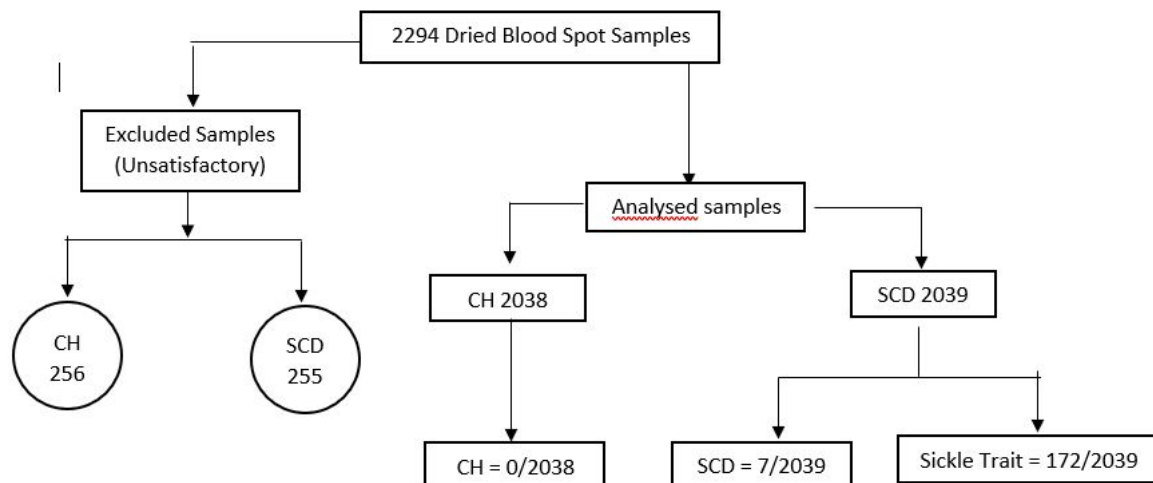 2294 Dried Blood Spot Samples
Excluded Samples
(Unsatisfactory)
Analysed samples
CH 2038
SCD 2039
CH
256
SCD
255
CH = 0/2038
SCD = 7/2039
Sickle Trait = 172/2039